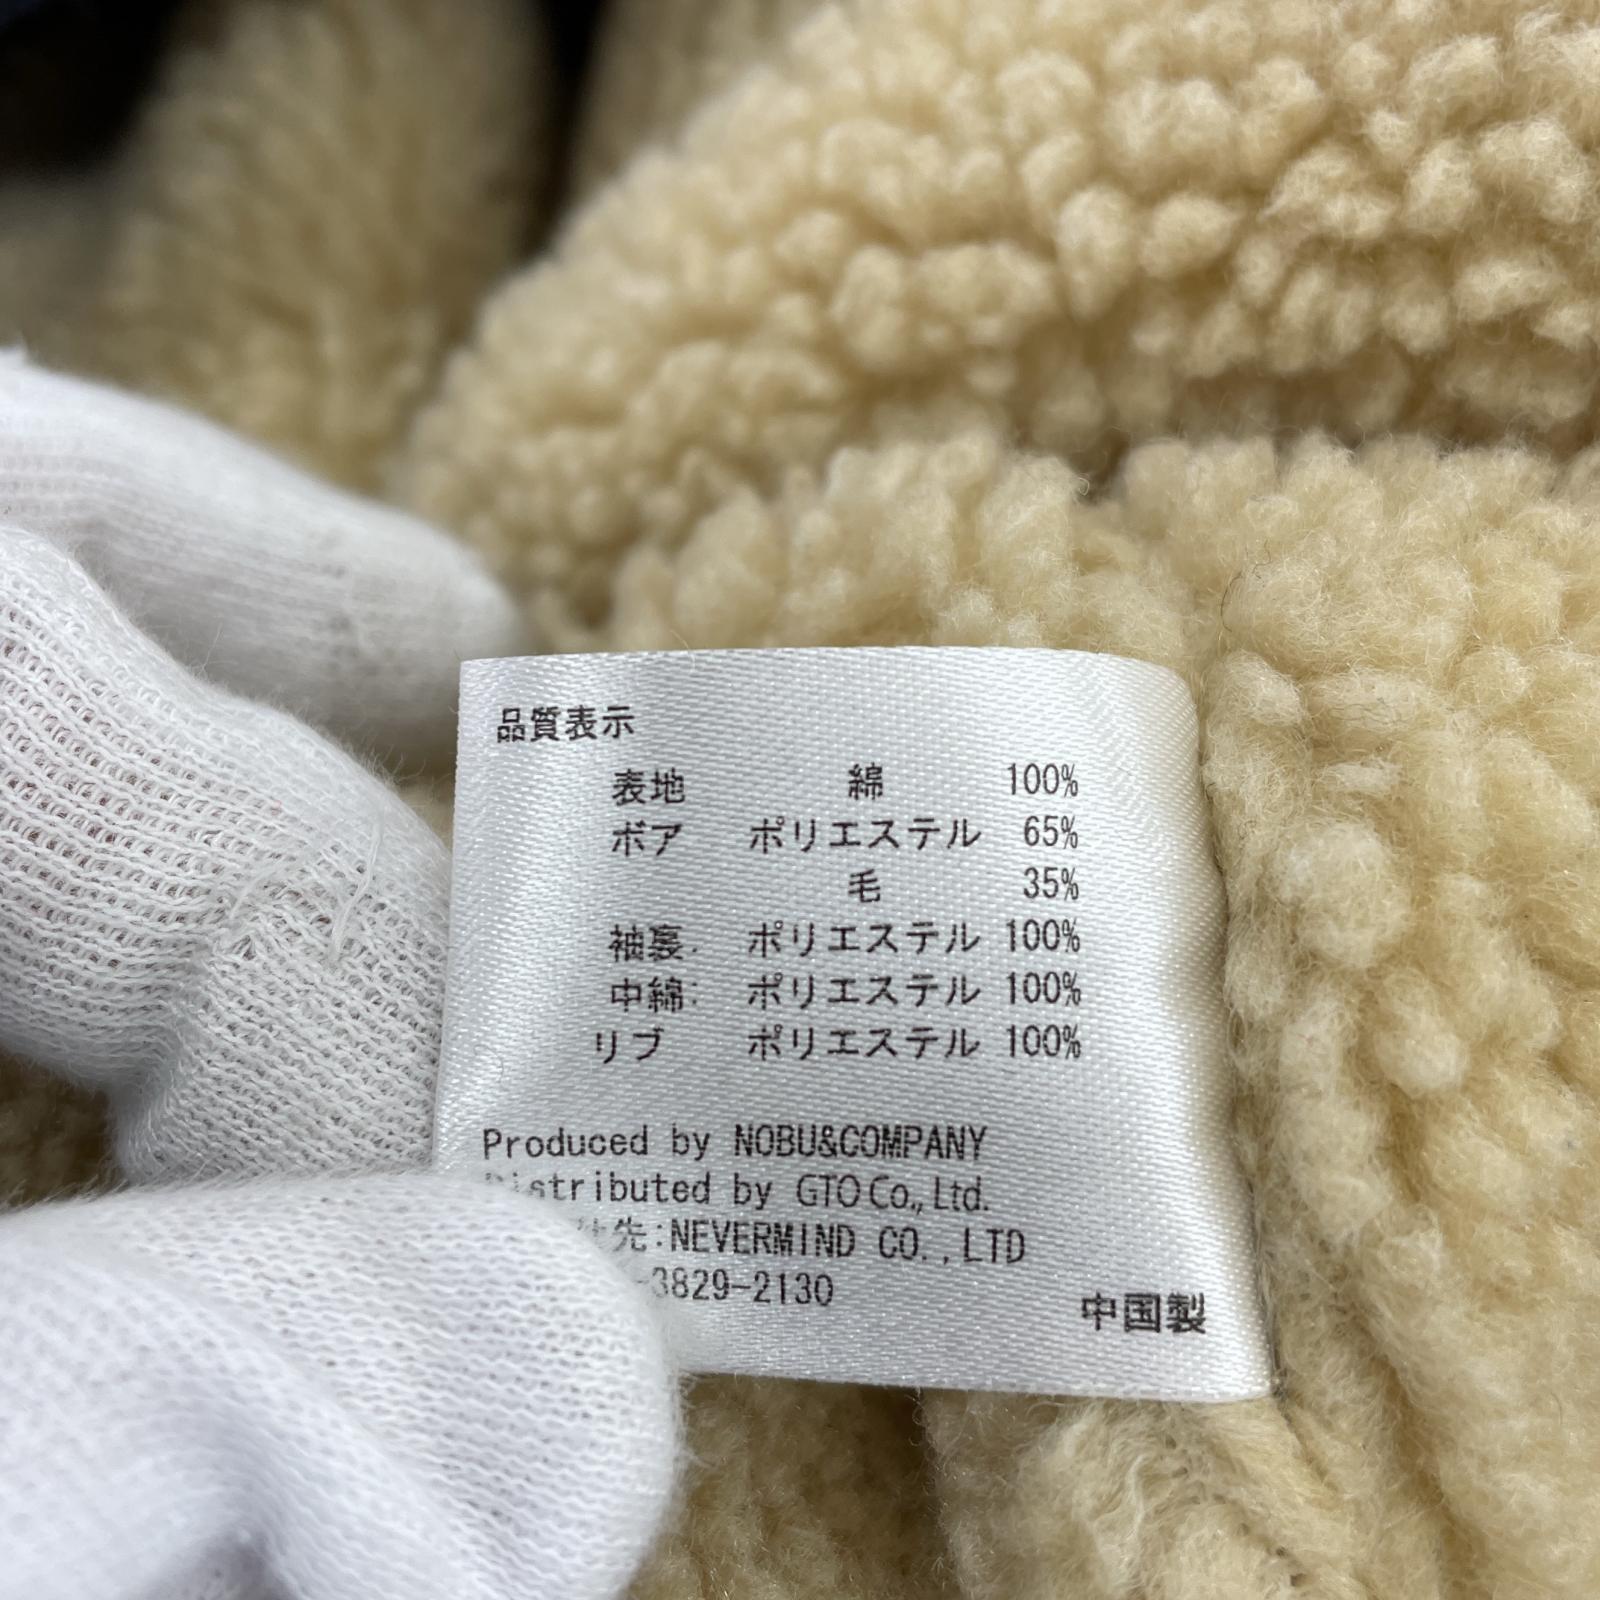 品質表示
表地 綿 100%
ボア ポリエステル 65%
毛 35%
袖裏: ポリエステル 100%
中綿: ポリエステル 100%
リブ ポリエステル 100%
Produced by NOBU&COMPANY
Distributed by GTO Co., Ltd.
先:NEVERMIND CO.,LTD
-3829-2130
中国製